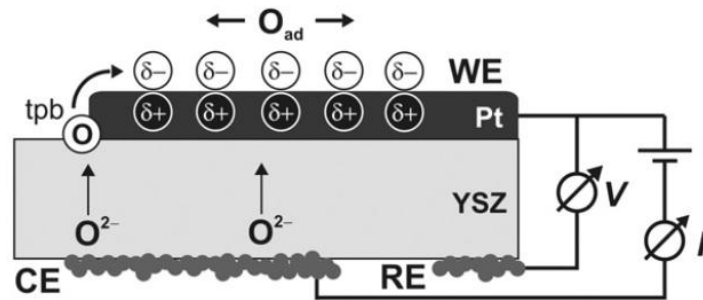 O_ad
δ− δ− δ− δ− δ− WE
tpb δ+ δ+ δ+ δ+ δ+ Pt
O
V
YSZ
O²⁻ O²⁻ I
CE RE